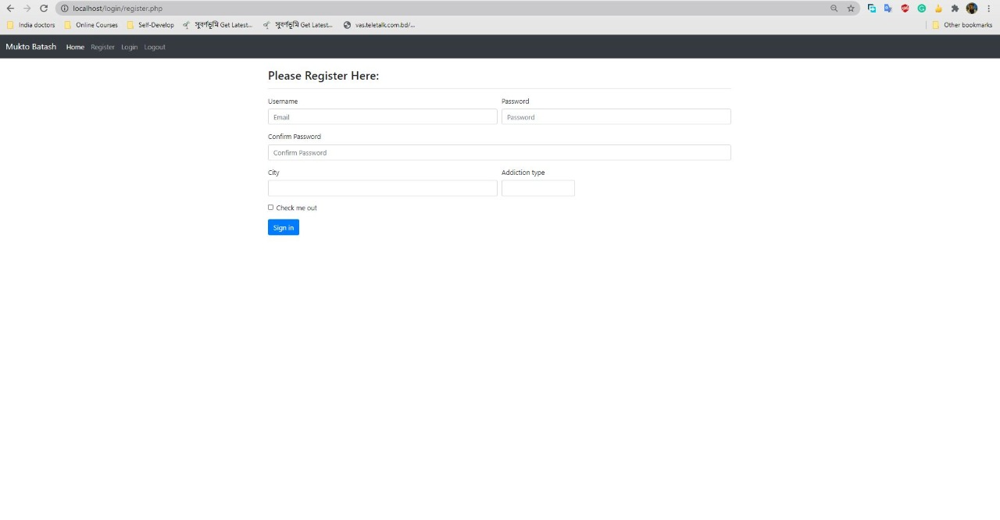 localhost/login/register.php
India doctors Online Courses Self-Develop সুবর্ণভূমি Get Latest... সুবর্ণভূমি Get Latest... vas.teletalk.com.bd/... Other bookmarks
Mukto Batash Home Register Login Logout
Please Register Here:
Username Password
Email Password
Confirm Password
Confirm Password
City Addiction type
Check me out
Sign in